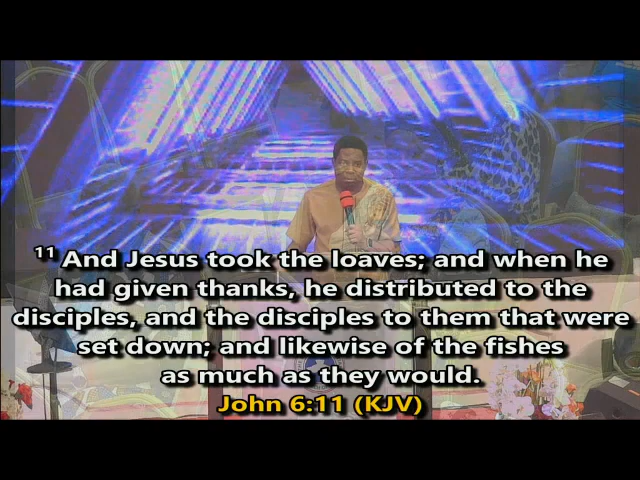 11 And Jesus took the loaves; and when he
had given thanks, he distributed to the
disciples, and the disciples to them that were
set down; and likewise of the fishes
as much as they would.
John 6:11 (KJV)